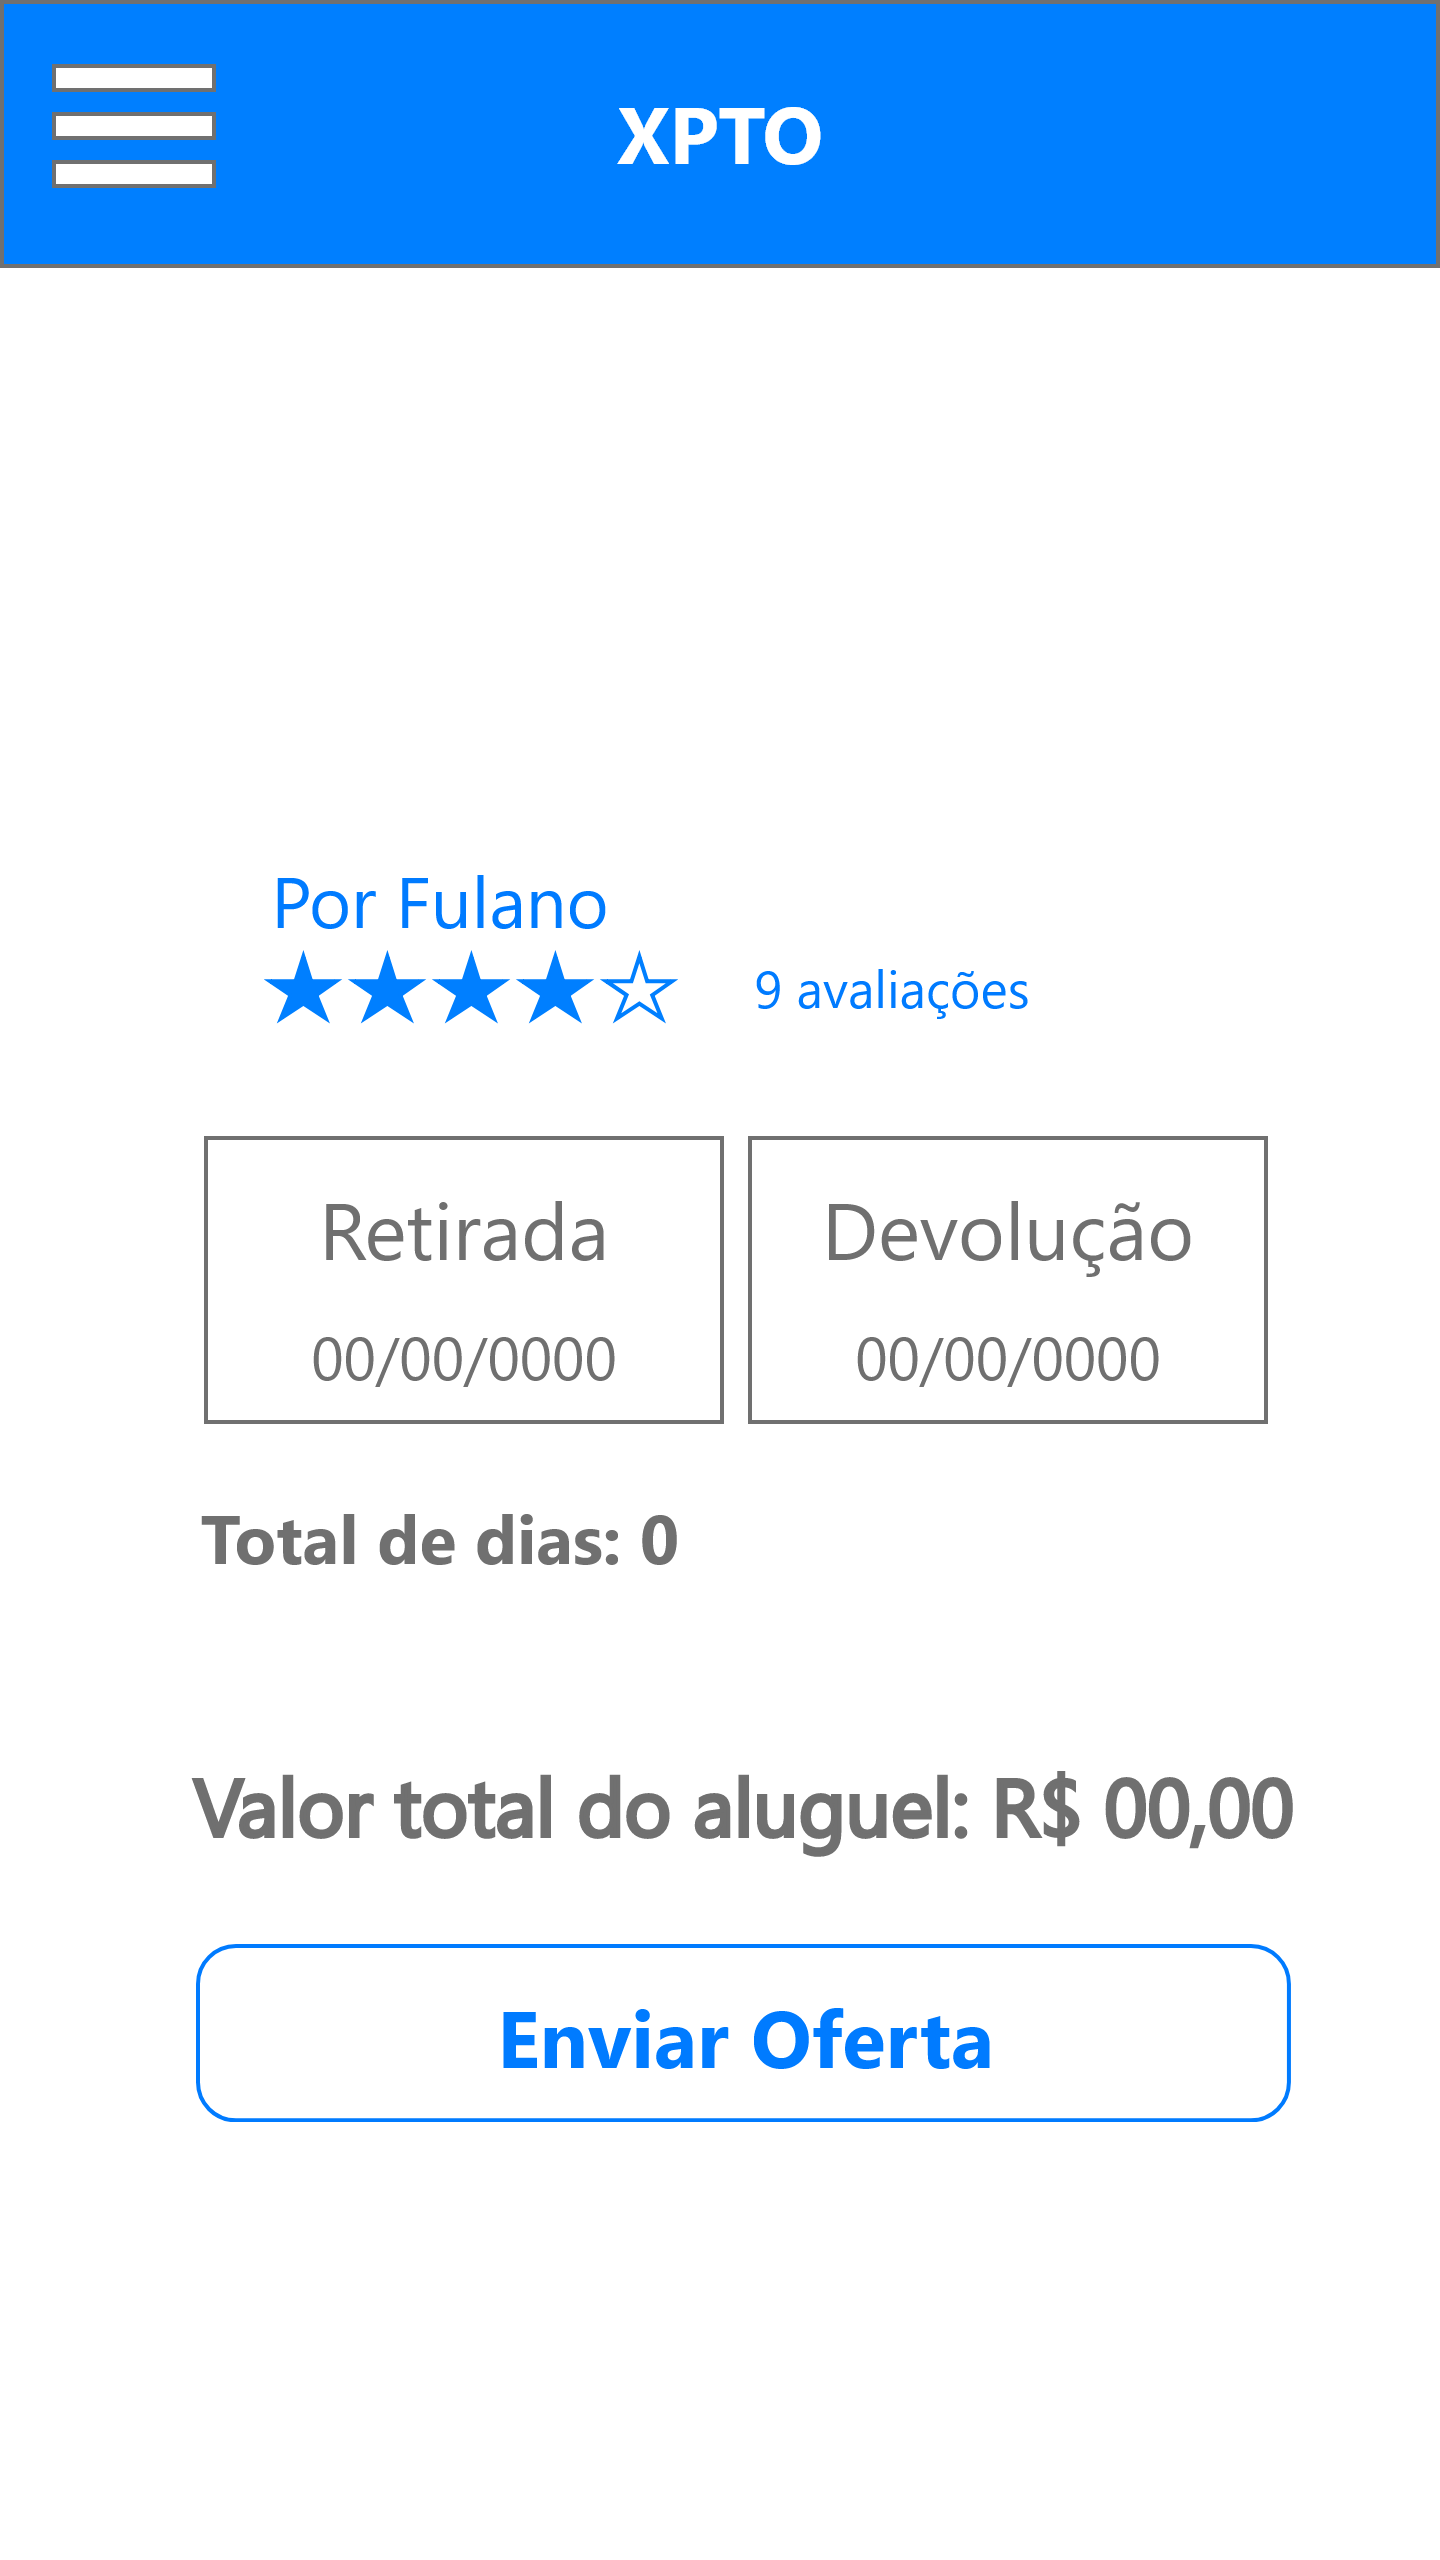 XPTO
Por Fulano
★★★★☆ 9 avaliações
Retirada Devolução
00/00/0000 00/00/0000
Total de dias: 0
Valor total do aluguel: R$ 00,00
Enviar Oferta